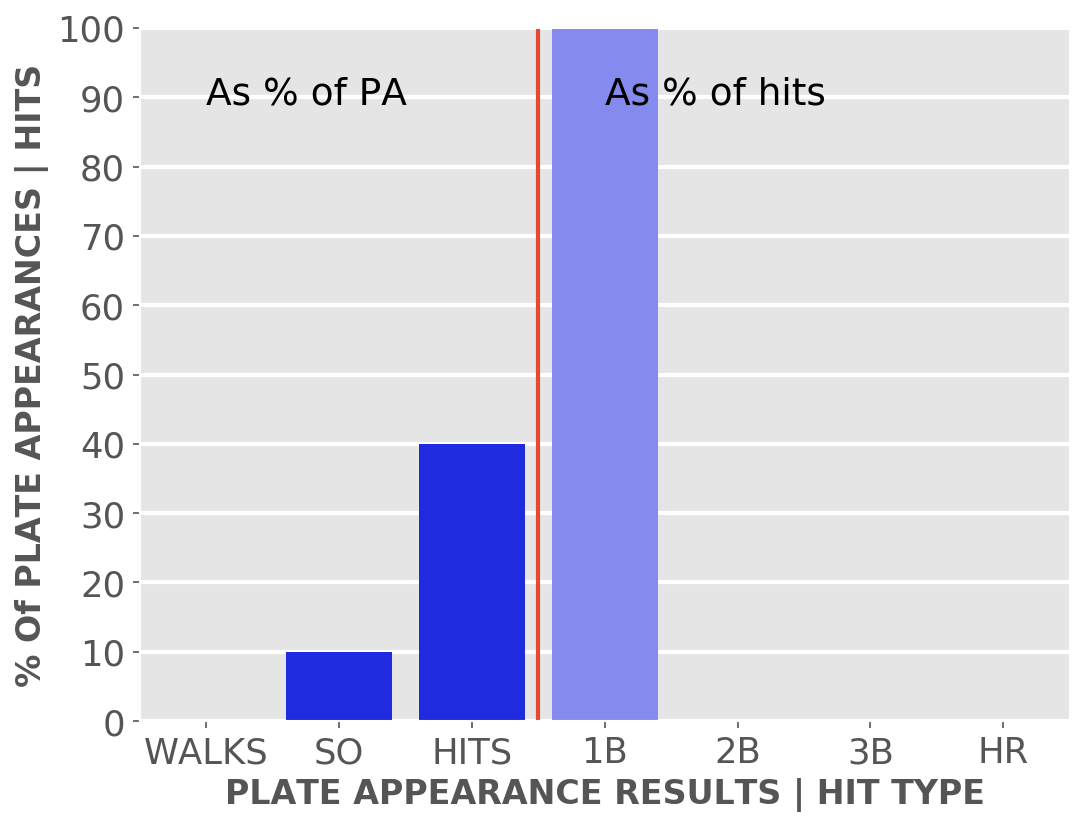 % Of PLATE APPEARANCES | HITS
100
90
80
70
60
50
40
30
20
10
0
As % of PA
As % of hits
WALKS SO HITS 1B 2B 3B HR
PLATE APPEARANCE RESULTS | HIT TYPE